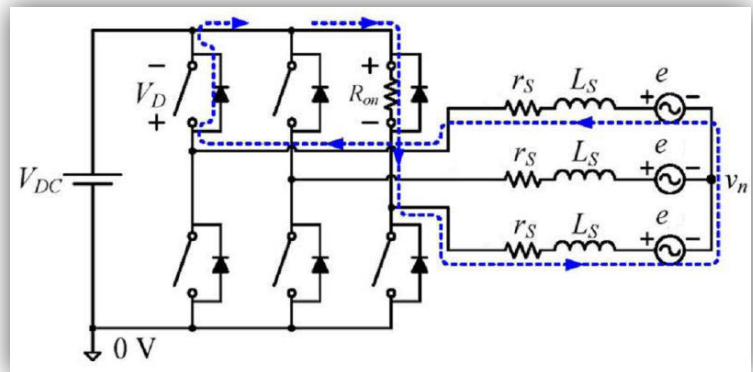 −
V_D
+
+
R_on
−
r_S L_S e
+ −
V_DC
r_S L_S e
+ −
v_n
r_S L_S e
+ −
0 V